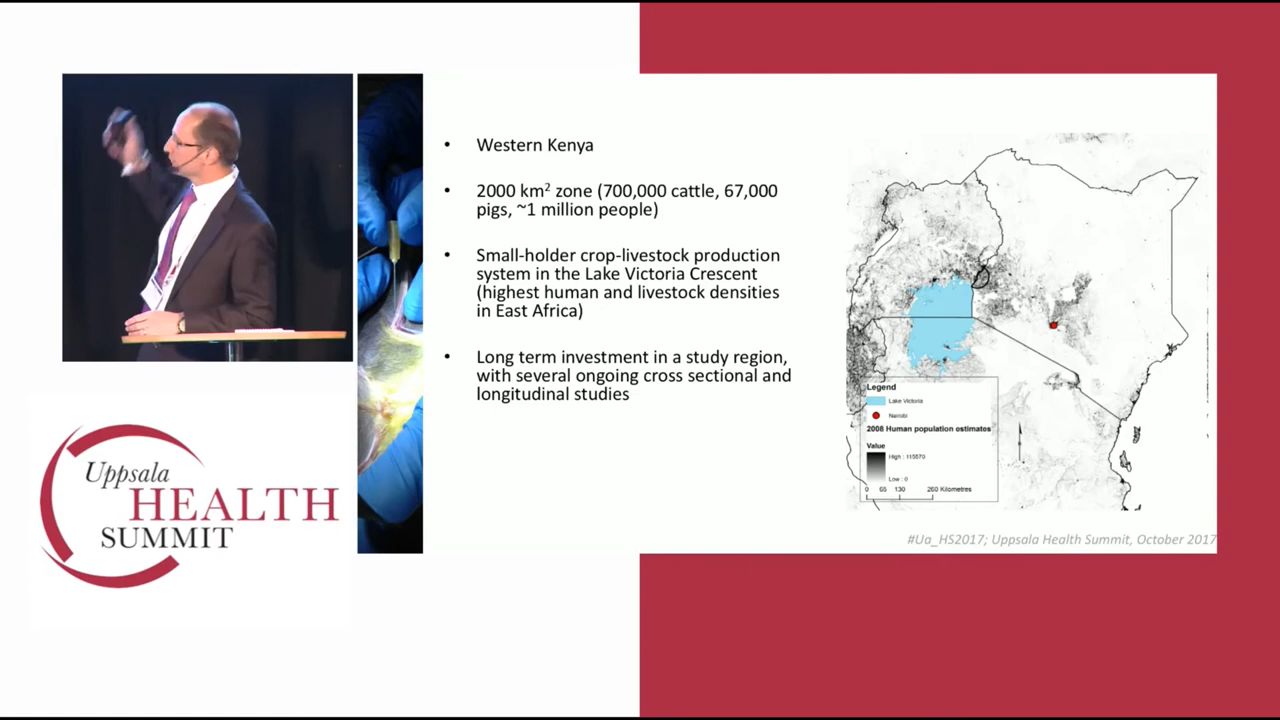 • Western Kenya
• 2000 km² zone (700,000 cattle, 67,000
pigs, ~1 million people)
• Small-holder crop-livestock production
system in the Lake Victoria Crescent
(highest human and livestock densities
in East Africa)
• Long term investment in a study region,
with several ongoing cross sectional and
longitudinal studies
Legend
Lake Victoria
Nairobi
2008 Human population estimates
Value
High : 115570
Low : 0
0 65 130 260 Kilometres
#Ua_HS2017; Uppsala Health Summit, October 2017
Uppsala
HEALTH
SUMMIT